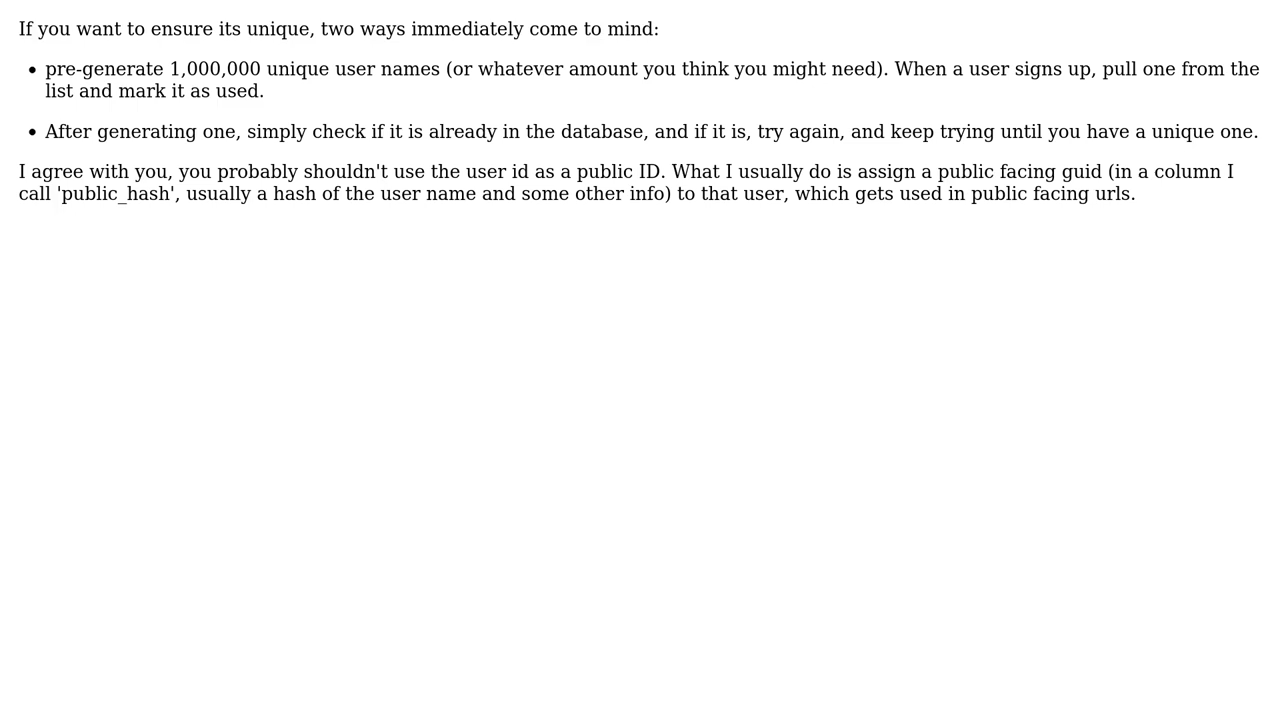 If you want to ensure its unique, two ways immediately come to mind:
• pre-generate 1,000,000 unique user names (or whatever amount you think you might need). When a user signs up, pull one from the
list and mark it as used.
• After generating one, simply check if it is already in the database, and if it is, try again, and keep trying until you have a unique one.
I agree with you, you probably shouldn't use the user id as a public ID. What I usually do is assign a public facing guid (in a column I
call 'public_hash', usually a hash of the user name and some other info) to that user, which gets used in public facing urls.